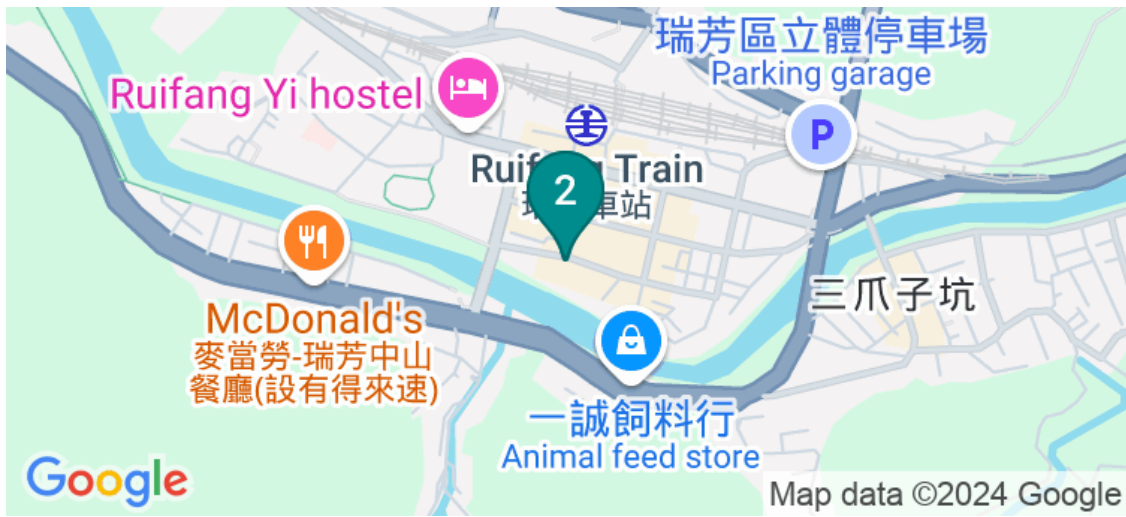 瑞芳區立體停車場
Parking garage
Ruifang Yi hostel
P
Train
2
車站
三爪子坑
McDonald's
麥當勞-瑞芳中山
餐廳(設有得來速)
一誠飼料行
Animal feed store
Google
Map data ©2024 Google